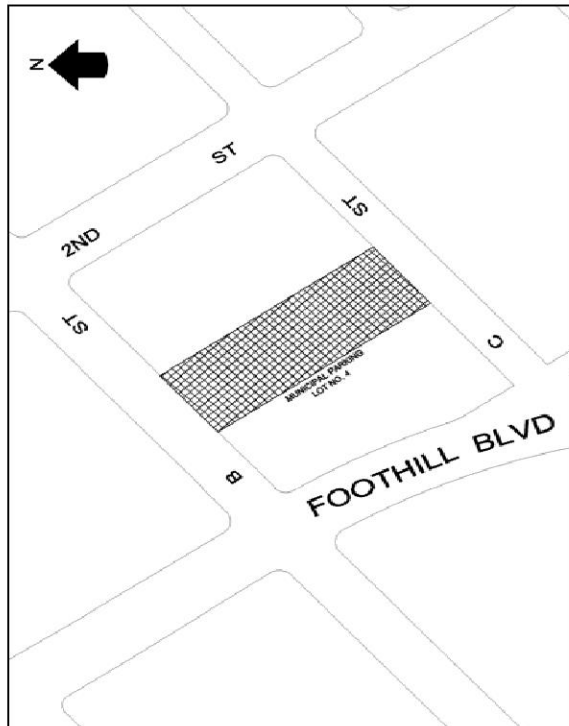 N
2ND ST
B ST
C ST
MUNICIPAL PARKING
LOT NO. 4
FOOTHILL BLVD